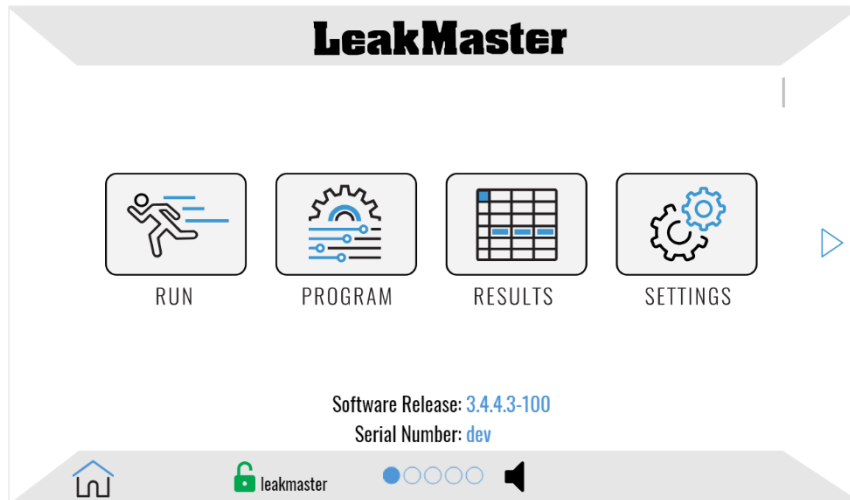 LeakMaster
RUN PROGRAM RESULTS SETTINGS
Software Release: 3.4.4.3-100
Serial Number: dev
leakmaster